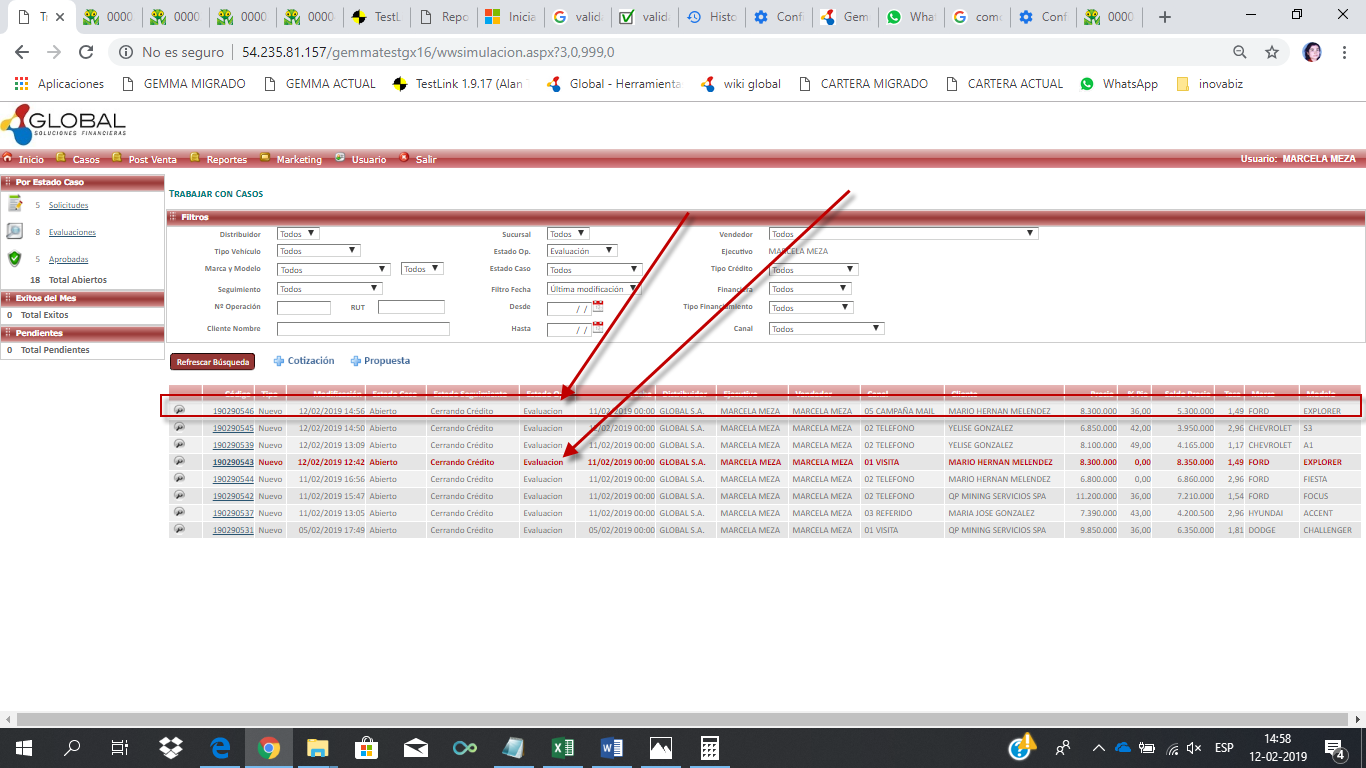 Tr
0000
0000
0000
0000
TestL
Repo
Inicia
valida
valida
Histo
Confi
Gem
What
como
Conf
0000
No es seguro | 54.235.81.157/gemmatestgx16/wwsimulacion.aspx?3,0,999,0
Aplicaciones GEMMA MIGRADO GEMMA ACTUAL TestLink 1.9.17 (Alan Global - Herramienta wiki global CARTERA MIGRADO CARTERA ACTUAL WhatsApp inovabiz
GLOBAL
SOLUCIONES FINANCIERAS
Inicio Casos Post Venta Reportes Marketing Usuario Salir Usuario: MARCELA MEZA
Por Estado Caso
5 Solicitudes
8 Evaluaciones
5 Aprobadas
18 Total Abiertos
Exitos del Mes
0 Total Exitos
Pendientes
0 Total Pendientes
TRABAJAR CON CASOS
Filtros
Distribuidor Todos Sucursal Todos Vendedor Todos
Tipo Vehículo Todos Estado Op. Evaluación Ejecutivo MARCELA MEZA
Marca y Modelo Todos Todos Estado Caso Todos Tipo Crédito Todos
Seguimiento Todos Filtro Fecha Última modificación Financiera Todos
Nº Operación RUT Desde / / Tipo Financiamiento Todos
Cliente Nombre Hasta / / Canal Todos
Refrescar Búsqueda Cotización Propuesta
Código Tipo Modificación Estado Caso Estado Seguimiento Estado Distribuidor Ejecutivo Vendedor Canal Cliente Precio % Pie Saldo Precio Tasa Marca Modelo
190290546 Nuevo 12/02/2019 14:56 Abierto Cerrando Crédito Evaluacion 11/02/2019 00:00 GLOBAL S.A. MARCELA MEZA MARCELA MEZA 05 CAMPAÑA MAIL MARIO HERNAN MELENDEZ 8.300.000 36,00 5.300.000 1,49 FORD EXPLORER
190290545 Nuevo 12/02/2019 14:50 Abierto Cerrando Crédito Evaluacion 11/02/2019 00:00 GLOBAL S.A. MARCELA MEZA MARCELA MEZA 02 TELEFONO YELISE GONZALEZ 6.850.000 42,00 3.950.000 2,96 CHEVROLET S3
190290539 Nuevo 12/02/2019 13:09 Abierto Cerrando Crédito Evaluacion 11/02/2019 00:00 GLOBAL S.A. MARCELA MEZA MARCELA MEZA 02 TELEFONO YELISE GONZALEZ 8.100.000 49,00 4.165.000 1,17 CHEVROLET A1
190290543 Nuevo 12/02/2019 12:42 Abierto Cerrando Crédito Evaluacion 11/02/2019 00:00 GLOBAL S.A. MARCELA MEZA MARCELA MEZA 01 VISITA MARIO HERNAN MELENDEZ 8.300.000 0,00 8.350.000 1,49 FORD EXPLORER
190290544 Nuevo 11/02/2019 16:56 Abierto Cerrando Crédito Evaluacion 11/02/2019 00:00 GLOBAL S.A. MARCELA MEZA MARCELA MEZA 02 TELEFONO MARIO HERNAN MELENDEZ 6.800.000 0,00 6.860.000 2,96 FORD FIESTA
190290542 Nuevo 11/02/2019 15:47 Abierto Cerrando Crédito Evaluacion 11/02/2019 00:00 GLOBAL S.A. MARCELA MEZA MARCELA MEZA 02 TELEFONO QP MINING SERVICIOS SPA 11.200.000 36,00 7.210.000 1,54 FORD FOCUS
190290537 Nuevo 11/02/2019 13:05 Abierto Cerrando Crédito Evaluacion 11/02/2019 00:00 GLOBAL S.A. MARCELA MEZA MARCELA MEZA 03 REFERIDO MARIA JOSE GONZALEZ 7.390.000 43,00 4.200.500 2,96 HYUNDAI ACCENT
190290531 Nuevo 05/02/2019 17:49 Abierto Cerrando Crédito Evaluacion 05/02/2019 00:00 GLOBAL S.A. MARCELA MEZA MARCELA MEZA 01 VISITA QP MINING SERVICIOS SPA 9.850.000 36,00 6.350.000 1,81 DODGE CHALLENGER
ESP
14:58
12-02-2019
4